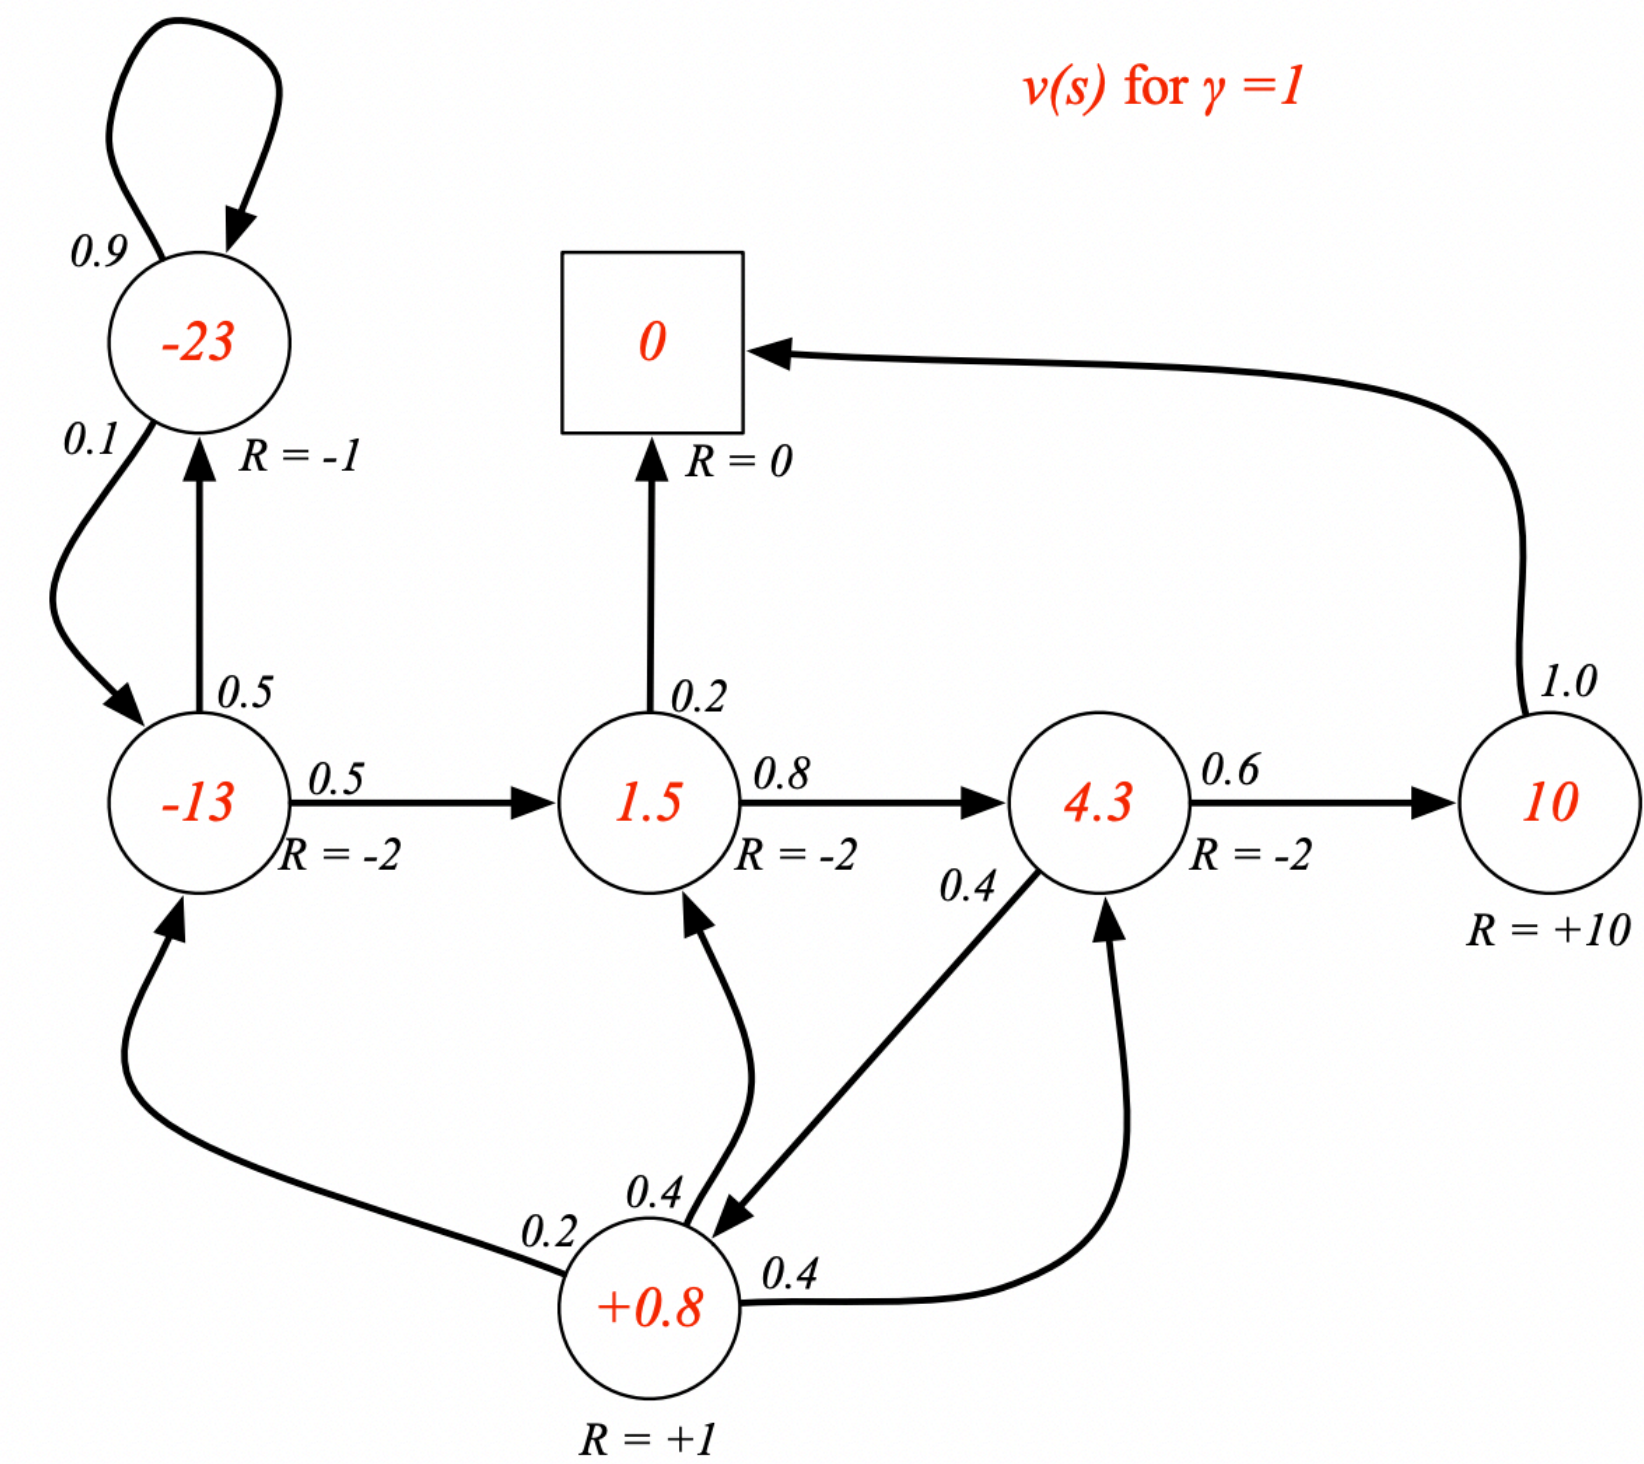 v(s) for γ =1
0.9
-23
0
0.1
R = -1
R = 0
0.5
0.2
1.0
-13
0.5
1.5
0.8
4.3
0.6
10
R = -2
R = -2
0.4
R = -2
R = +10
0.4
0.2
+0.8
0.4
R = +1